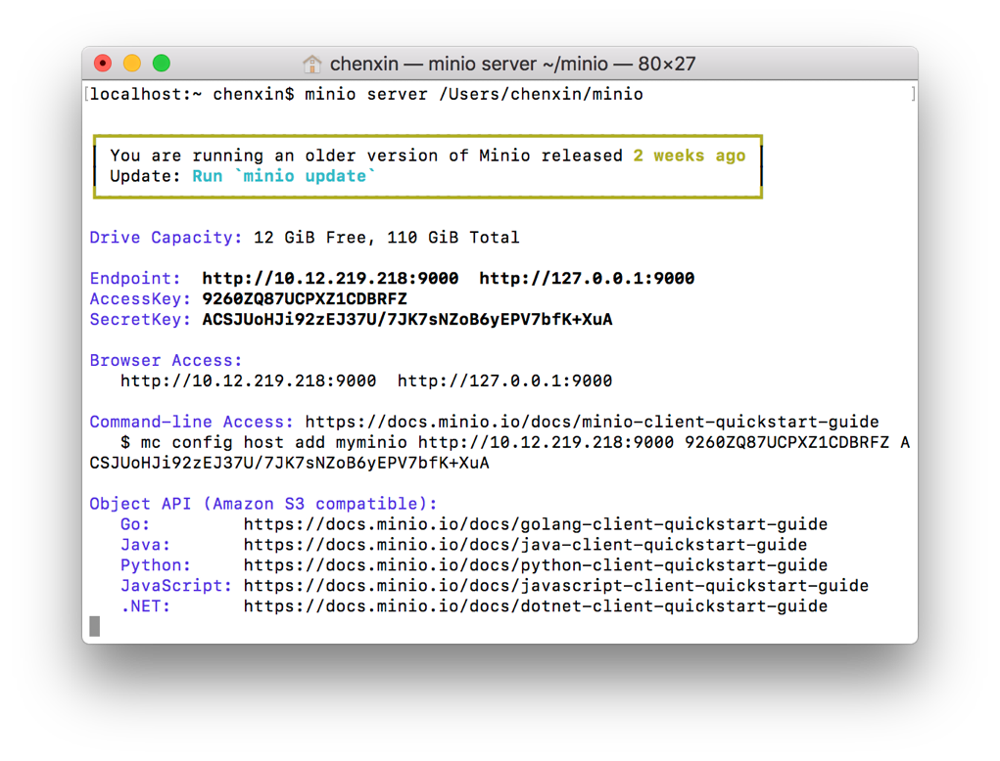 chenxin — minio server ~/minio — 80×27
[localhost:~ chenxin$ minio server /Users/chenxin/minio ]
You are running an older version of Minio released 2 weeks ago
Update: Run `minio update`
Drive Capacity: 12 GiB Free, 110 GiB Total
Endpoint: http://10.12.219.218:9000 http://127.0.0.1:9000
AccessKey: 9260ZQ87UCPXZ1CDBRFZ
SecretKey: ACSJUoHJi92zEJ37U/7JK7sNZoB6yEPV7bfK+XuA
Browser Access:
http://10.12.219.218:9000 http://127.0.0.1:9000
Command-line Access: https://docs.minio.io/docs/minio-client-quickstart-guide
$ mc config host add myminio http://10.12.219.218:9000 9260ZQ87UCPXZ1CDBRFZ A
CSJUoHJi92zEJ37U/7JK7sNZoB6yEPV7bfK+XuA
Object API (Amazon S3 compatible):
Go: https://docs.minio.io/docs/golang-client-quickstart-guide
Java: https://docs.minio.io/docs/java-client-quickstart-guide
Python: https://docs.minio.io/docs/python-client-quickstart-guide
JavaScript: https://docs.minio.io/docs/javascript-client-quickstart-guide
.NET: https://docs.minio.io/docs/dotnet-client-quickstart-guide